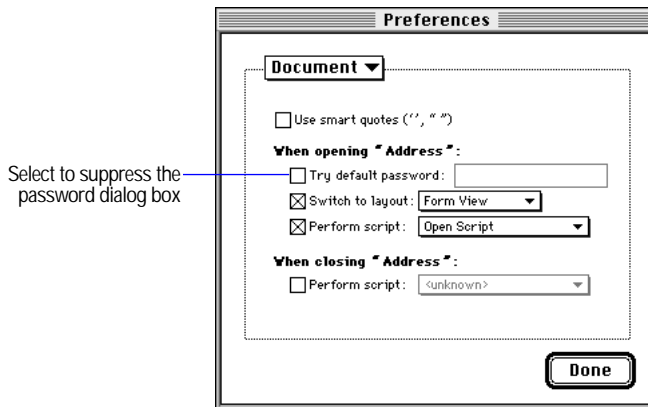 Preferences
Document
Use smart quotes (‘’, “ ”)
When opening “Address”:
Select to suppress the
password dialog box
Try default password:
Switch to layout: Form View
Perform script: Open Script
When closing “Address”:
Perform script: <unknown>
Done